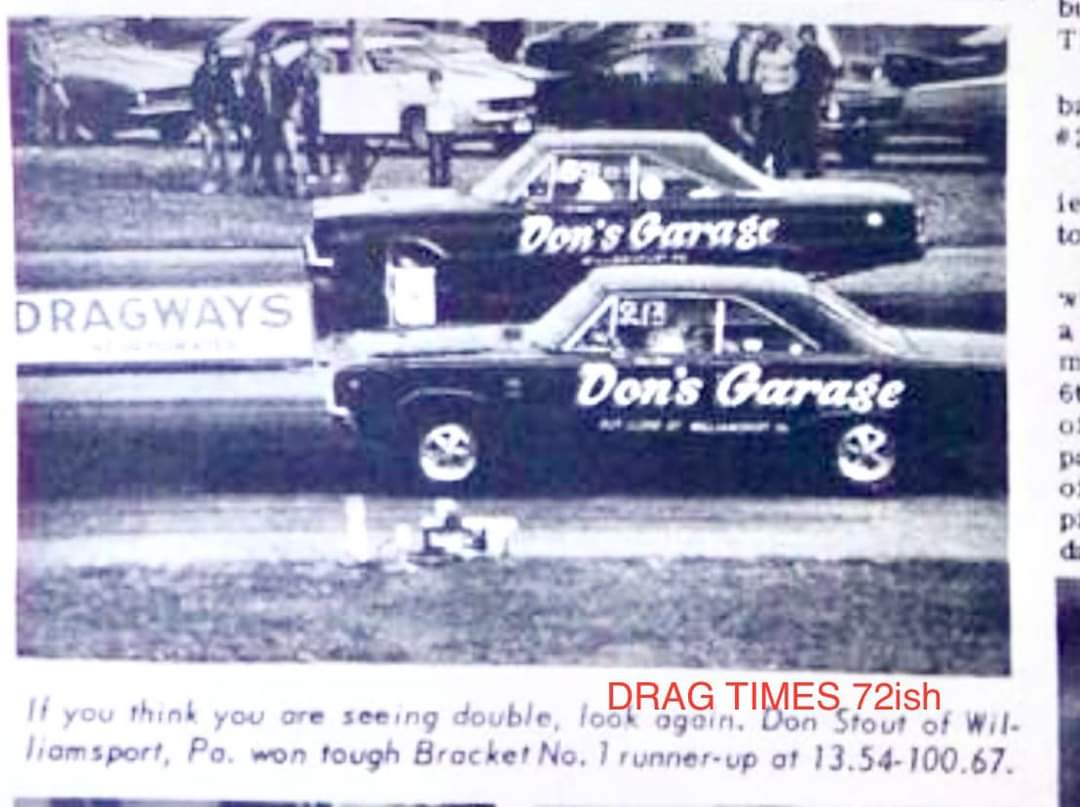 Don's Garage
DRAGWAYS
Don's Garage
DRAG TIMES 72ish
If you think you are seeing double, look again. Don Stout of Wil-
liamsport, Pa. won tough Bracket No. 1 runner-up at 13.54-100.67.